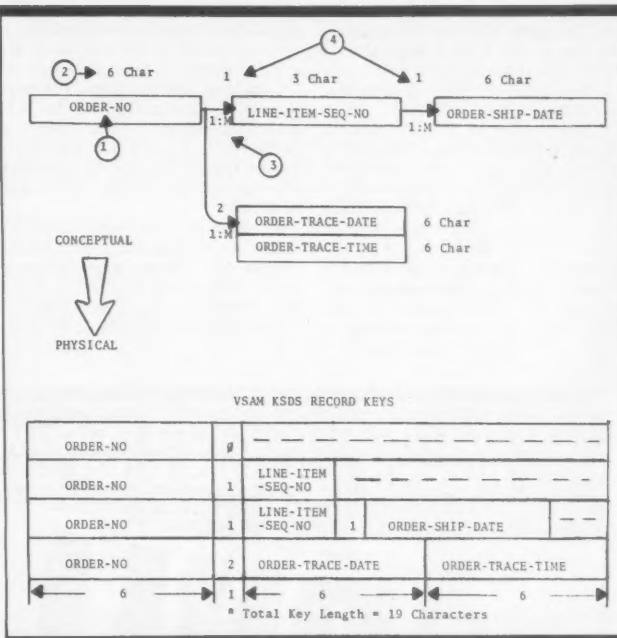 4
2 6 Char 1 3 Char 1 6 Char
ORDER-NO LINE-ITEM-SEQ-NO ORDER-SHIP-DATE
1:M 1:M
1 3
2
ORDER-TRACE-DATE 6 Char
1:M
ORDER-TRACE-TIME 6 Char
CONCEPTUAL
PHYSICAL
VSAM KSDS RECORD KEYS
ORDER-NO ø
LINE-ITEM
ORDER-NO 1 -SEQ-NO
LINE-ITEM
ORDER-NO 1 -SEQ-NO 1 ORDER-SHIP-DATE
ORDER-NO 2 ORDER-TRACE-DATE ORDER-TRACE-TIME
6 1 6 6
* Total Key Length = 19 Characters